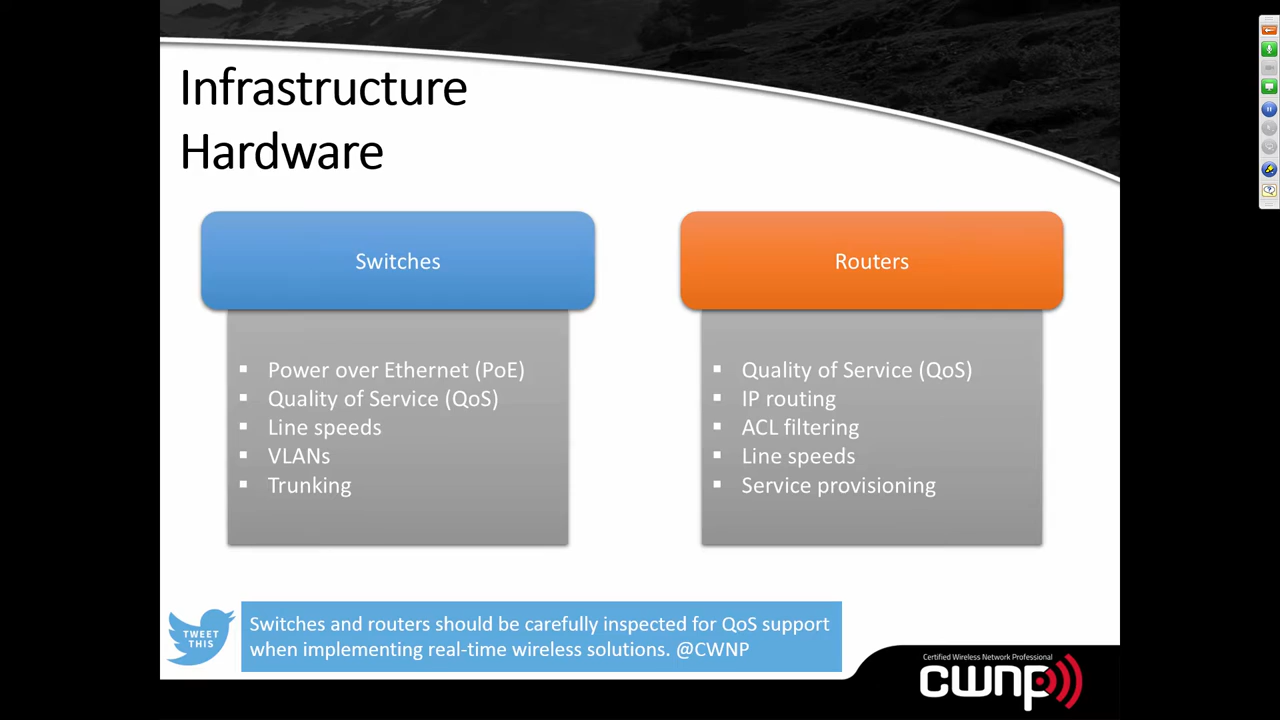 Infrastructure
Hardware
Switches
Power over Ethernet (PoE)
Quality of Service (QoS)
Line speeds
VLANs
Trunking
Routers
Quality of Service (QoS)
IP routing
ACL filtering
Line speeds
Service provisioning
TWEET
THIS
Switches and routers should be carefully inspected for QoS support
when implementing real-time wireless solutions. @CWNP
Certified Wireless Network Professional
cwnp